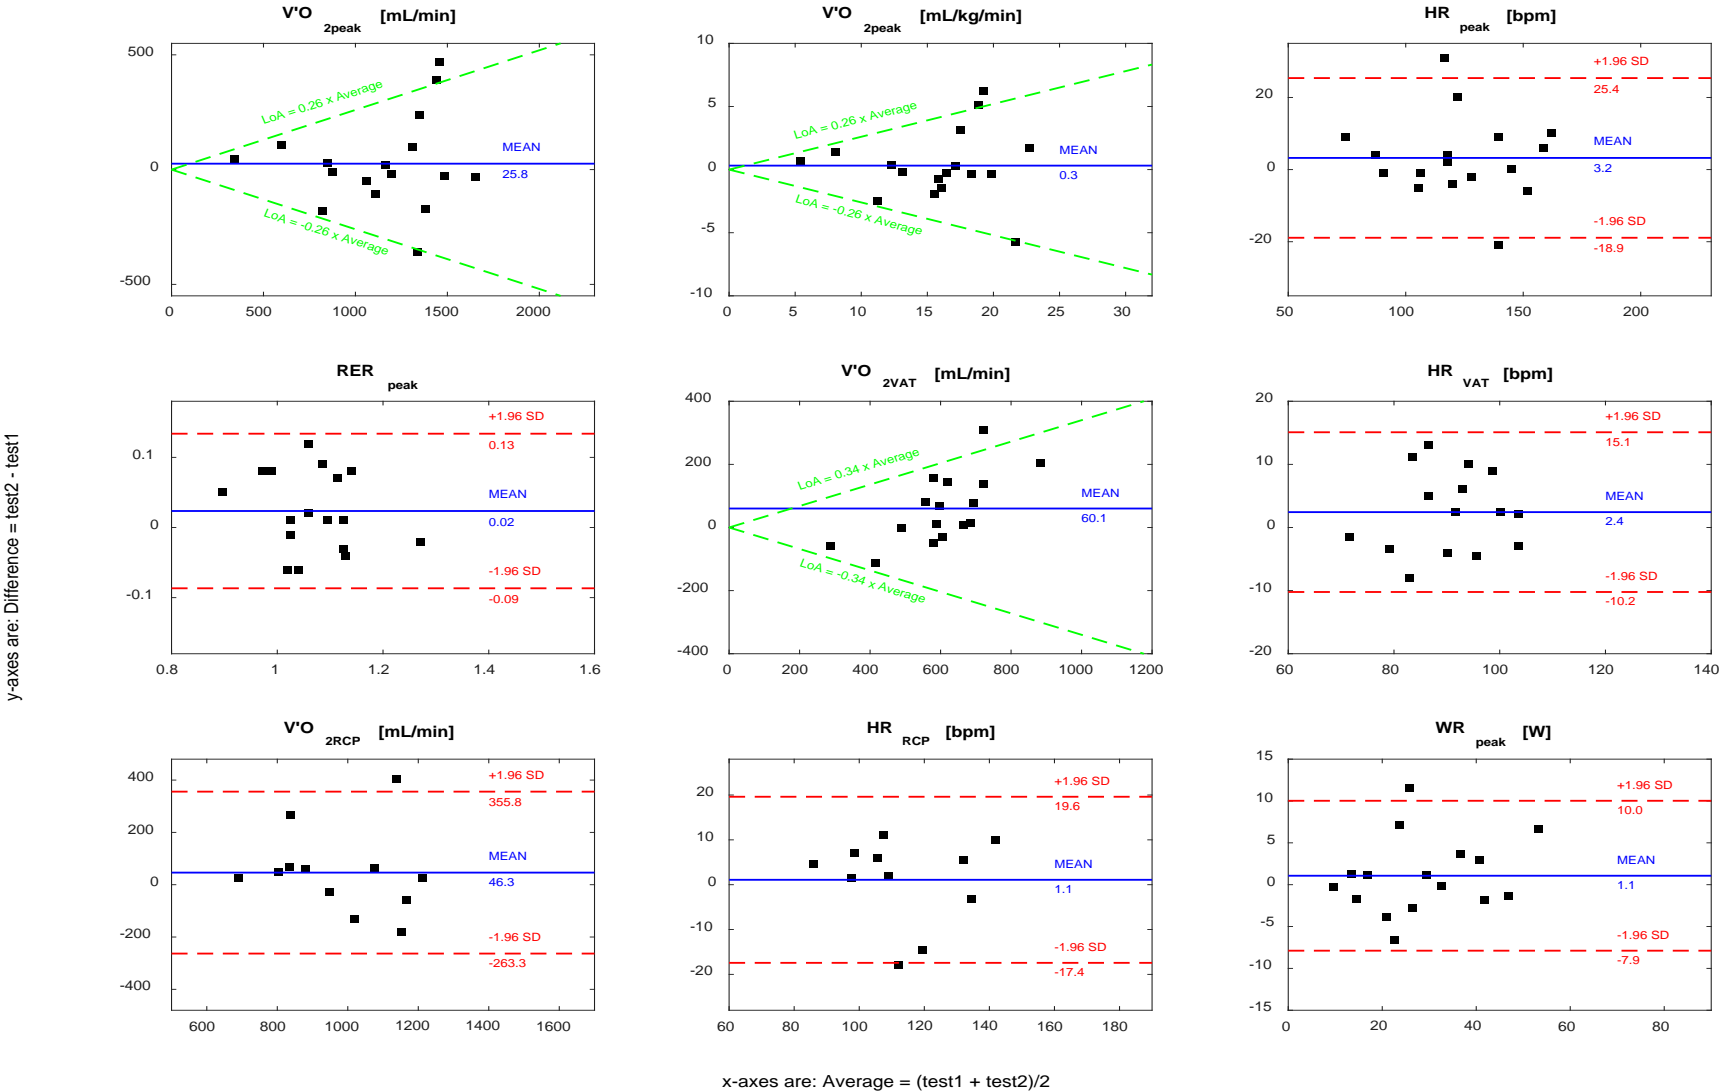 V'O 2peak [mL/min]
500
0
-500
0 500 1000 1500 2000
LoA = 0.26 x Average
MEAN
25.8
LoA = -0.26 x Average
V'O 2peak [mL/kg/min]
10
5
0
-5
-10
0 5 10 15 20 25 30
LoA = 0.26 x Average
MEAN
0.3
LoA = -0.26 x Average
HR peak [bpm]
20
0
-20
50 100 150 200
+1.96 SD
25.4
MEAN
3.2
-1.96 SD
-18.9
y-axes are: Difference = test2 - test1
RER peak
0.1
0
-0.1
0.8 1 1.2 1.4 1.6
+1.96 SD
0.13
MEAN
0.02
-1.96 SD
-0.09
V'O 2VAT [mL/min]
400
200
0
-200
-400
0 200 400 600 800 1000 1200
LoA = 0.34 x Average
MEAN
60.1
LoA = -0.34 x Average
HR VAT [bpm]
20
10
0
-10
-20
60 80 100 120 140
+1.96 SD
15.1
MEAN
2.4
-1.96 SD
-10.2
V'O 2RCP [mL/min]
400
200
0
-200
-400
600 800 1000 1200 1400 1600
+1.96 SD
355.8
MEAN
46.3
-1.96 SD
-263.3
HR RCP [bpm]
20
10
0
-10
-20
60 80 100 120 140 160 180
+1.96 SD
19.6
MEAN
1.1
-1.96 SD
-17.4
WR peak [W]
15
10
5
0
-5
-10
-15
0 20 40 60 80
+1.96 SD
10.0
MEAN
1.1
-1.96 SD
-7.9
x-axes are: Average = (test1 + test2)/2